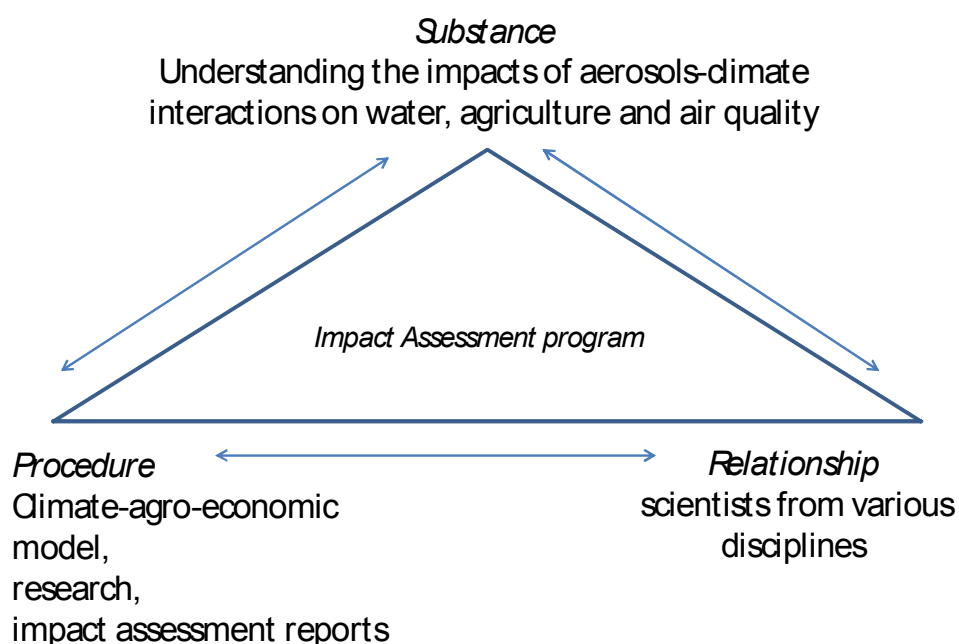 Substance
Understanding the impacts of aerosols-climate
interactions on water, agriculture and air quality
Impact Assessment program
Procedure
Climate-agro-economic
model,
research,
impact assessment reports
Relationship
scientists from various
disciplines